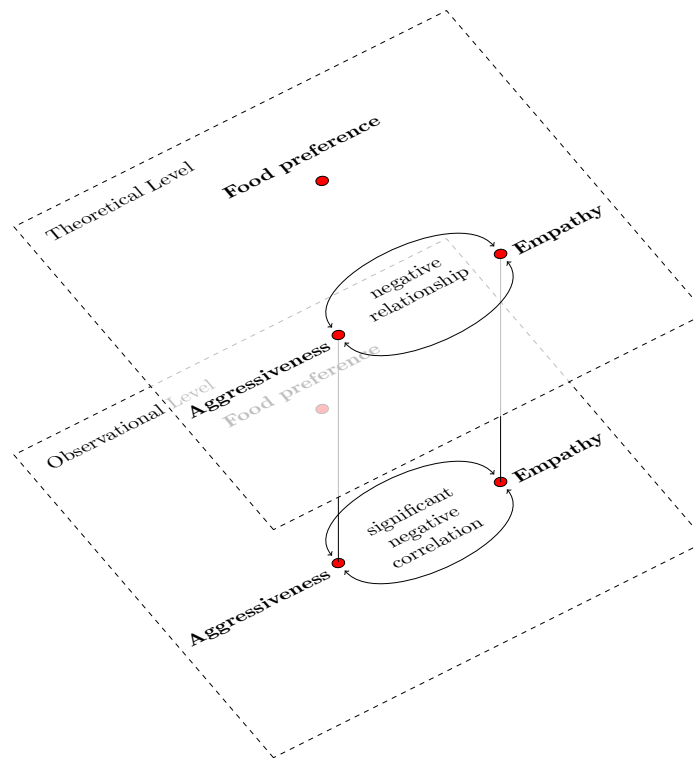 Food preference
Theoretical Level
Empathy
negative
relationship
Aggressiveness
Food preference
Observational Level
Empathy
significant
negative
correlation
Aggressiveness